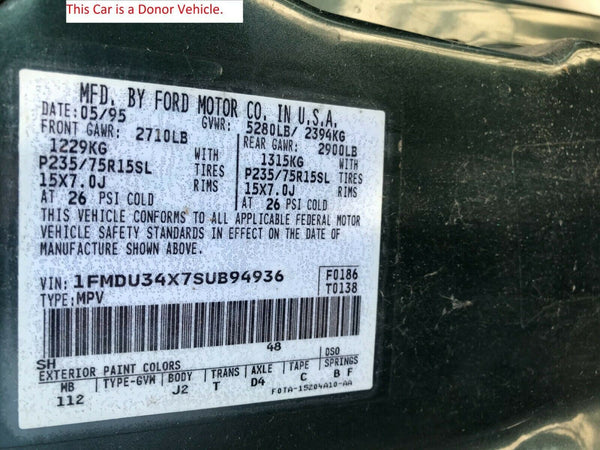 This Car is a Donor Vehicle.
MFD. BY FORD MOTOR CO. IN U.S.A.
DATE: 05/95 GVWR: 5280LB/ 2394KG
FRONT GAWR: 2710LB REAR GAWR: 2900LB
1229KG WITH 1315KG WITH
P235/75R15SL TIRES P235/75R15SL TIRES
15X7.0J RIMS 15X7.0J RIMS
AT 26 PSI COLD AT 26 PSI COLD
THIS VEHICLE CONFORMS TO ALL APPLICABLE FEDERAL MOTOR
VEHICLE SAFETY STANDARDS IN EFFECT ON THE DATE OF
MANUFACTURE SHOWN ABOVE.
VIN: 1FMDU34X7SUB94936 F0186
TYPE: MPV T0138
48
SH DSO
EXTERIOR PAINT COLORS
MB TYPE-GVW BODY TRANS AXLE TAPE SPRINGS
112 J2 T D4 C B F
F0TA-15204A10-AA